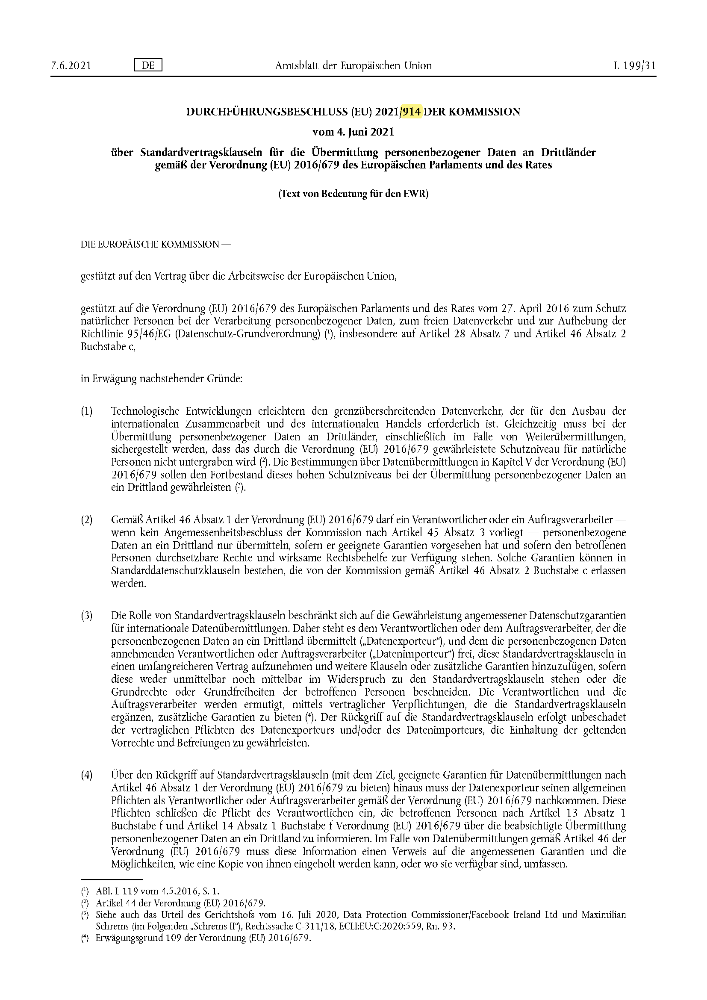 7.6.2021 DE Amtsblatt der Europäischen Union L 199/31
DURCHFÜHRUNGSBESCHLUSS (EU) 2021/914 DER KOMMISSION
vom 4. Juni 2021
über Standardvertragsklauseln für die Übermittlung personenbezogener Daten an Drittländer
gemäß der Verordnung (EU) 2016/679 des Europäischen Parlaments und des Rates
(Text von Bedeutung für den EWR)
DIE EUROPÄISCHE KOMMISSION —
gestützt auf den Vertrag über die Arbeitsweise der Europäischen Union,
gestützt auf die Verordnung (EU) 2016/679 des Europäischen Parlaments und des Rates vom 27. April 2016 zum Schutz
natürlicher Personen bei der Verarbeitung personenbezogener Daten, zum freien Datenverkehr und zur Aufhebung der
Richtlinie 95/46/EG (Datenschutz-Grundverordnung) (¹), insbesondere auf Artikel 28 Absatz 7 und Artikel 46 Absatz 2
Buchstabe c,
in Erwägung nachstehender Gründe:
(1) Technologische Entwicklungen erleichtern den grenzüberschreitenden Datenverkehr, der für den Ausbau der
internationalen Zusammenarbeit und des internationalen Handels erforderlich ist. Gleichzeitig muss bei der
Übermittlung personenbezogener Daten an Drittländer, einschließlich im Falle von Weiterübermittlungen,
sichergestellt werden, dass das durch die Verordnung (EU) 2016/679 gewährleistete Schutzniveau für natürliche
Personen nicht untergraben wird (²). Die Bestimmungen über Datenübermittlungen in Kapitel V der Verordnung (EU)
2016/679 sollen den Fortbestand dieses hohen Schutzniveaus bei der Übermittlung personenbezogener Daten an
ein Drittland gewährleisten (³).
(2) Gemäß Artikel 46 Absatz 1 der Verordnung (EU) 2016/679 darf ein Verantwortlicher oder ein Auftragsverarbeiter —
wenn kein Angemessenheitsbeschluss der Kommission nach Artikel 45 Absatz 3 vorliegt — personenbezogene
Daten an ein Drittland nur übermitteln, sofern er geeignete Garantien vorgesehen hat und sofern den betroffenen
Personen durchsetzbare Rechte und wirksame Rechtsbehelfe zur Verfügung stehen. Solche Garantien können in
Standarddatenschutzklauseln bestehen, die von der Kommission gemäß Artikel 46 Absatz 2 Buchstabe c erlassen
werden.
(3) Die Rolle von Standardvertragsklauseln beschränkt sich auf die Gewährleistung angemessener Datenschutzgarantien
für internationale Datenübermittlungen. Daher steht es dem Verantwortlichen oder dem Auftragsverarbeiter, der die
personenbezogenen Daten an ein Drittland übermittelt („Datenexporteur“), und dem die personenbezogenen Daten
annehmenden Verantwortlichen oder Auftragsverarbeiter („Datenimporteur“) frei, diese Standardvertragsklauseln in
einen umfangreicheren Vertrag aufzunehmen und weitere Klauseln oder zusätzliche Garantien hinzuzufügen, sofern
diese weder unmittelbar noch mittelbar im Widerspruch zu den Standardvertragsklauseln stehen oder die
Grundrechte oder Grundfreiheiten der betroffenen Personen beschneiden. Die Verantwortlichen und die
Auftragsverarbeiter werden ermutigt, mittels vertraglicher Verpflichtungen, die die Standardvertragsklauseln
ergänzen, zusätzliche Garantien zu bieten (⁴). Der Rückgriff auf die Standardvertragsklauseln erfolgt unbeschadet
der vertraglichen Pflichten des Datenexporteurs und/oder des Datenimporteurs, die Einhaltung der geltenden
Vorrechte und Befreiungen zu gewährleisten.
(4) Über den Rückgriff auf Standardvertragsklauseln (mit dem Ziel, geeignete Garantien für Datenübermittlungen nach
Artikel 46 Absatz 1 der Verordnung (EU) 2016/679 zu bieten) hinaus muss der Datenexporteur seinen allgemeinen
Pflichten als Verantwortlicher oder Auftragsverarbeiter gemäß der Verordnung (EU) 2016/679 nachkommen. Diese
Pflichten schließen die Pflicht des Verantwortlichen ein, die betroffenen Personen nach Artikel 13 Absatz 1
Buchstabe f und Artikel 14 Absatz 1 Buchstabe f Verordnung (EU) 2016/679 über die beabsichtigte Übermittlung
personenbezogener Daten an ein Drittland zu informieren. Im Falle von Datenübermittlungen gemäß Artikel 46 der
Verordnung (EU) 2016/679 muss diese Information einen Verweis auf die angemessenen Garantien und die
Möglichkeiten, wie eine Kopie von ihnen eingeholt werden kann, oder wo sie verfügbar sind, umfassen.
(¹) ABl. L 119 vom 4.5.2016, S. 1.
(²) Artikel 44 der Verordnung (EU) 2016/679.
(³) Siehe auch das Urteil des Gerichtshofs vom 16. Juli 2020, Data Protection Commissioner/Facebook Ireland Ltd und Maximilian
Schrems (im Folgenden „Schrems II“), Rechtssache C-311/18, ECLI:EU:C:2020:559, Rn. 93.
(⁴) Erwägungsgrund 109 der Verordnung (EU) 2016/679.